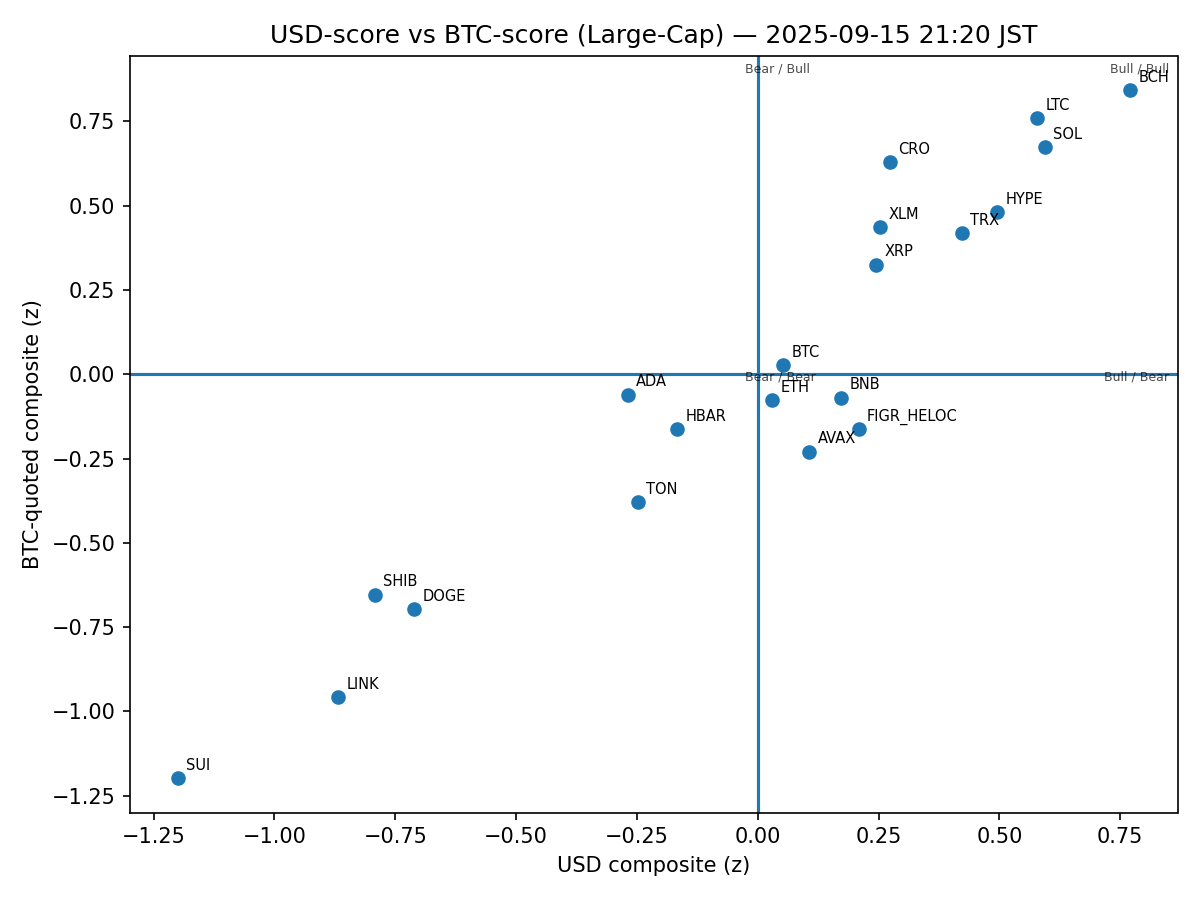 USD-score vs BTC-score (Large-Cap) — 2025-09-15 21:20 JST
Bear / Bull
Bull / Bull
BCH
LTC
SOL
CRO
HYPE
XLM
TRX
XRP
BTC
Bear / Bear
Bull / Bear
ADA
ETH
BNB
HBAR
FIGR_HELOC
AVAX
TON
SHIB
DOGE
LINK
SUI
0.75
0.50
0.25
0.00
−0.25
−0.50
−0.75
−1.00
−1.25
BTC-quoted composite (z)
−1.25 −1.00 −0.75 −0.50 −0.25 0.00 0.25 0.50 0.75
USD composite (z)